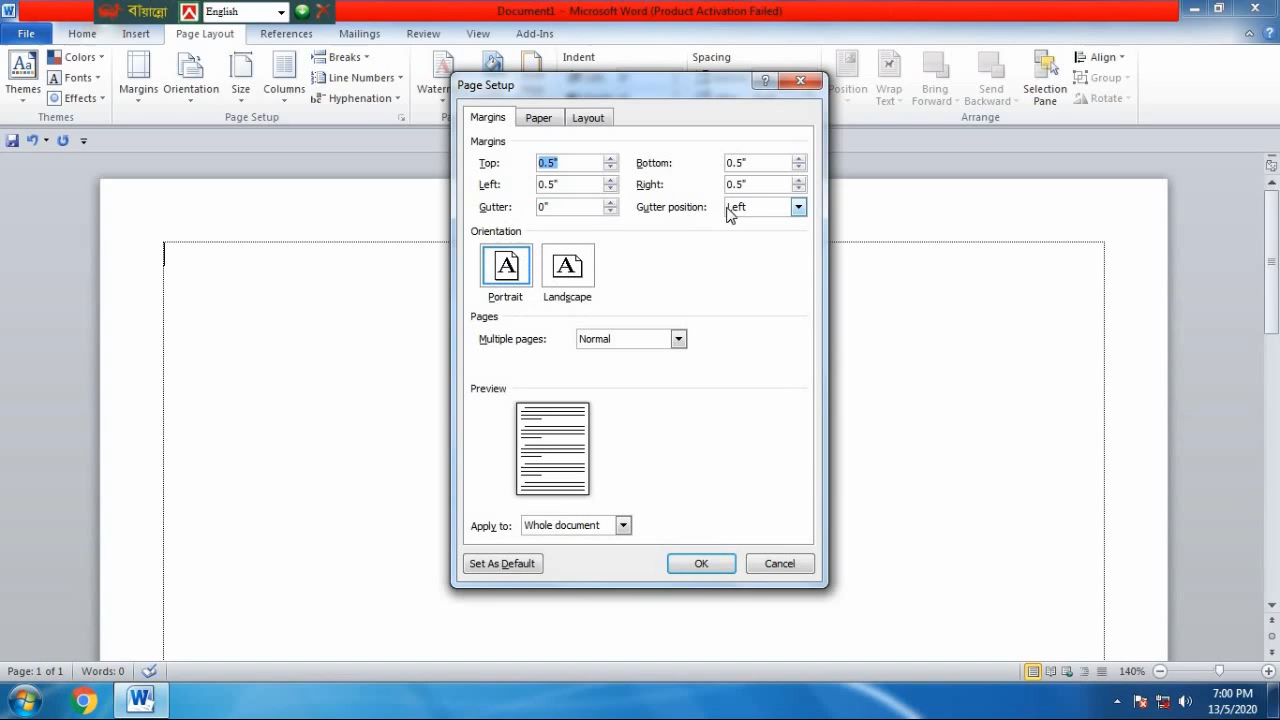 বায়ান্নো English Document1 - Microsoft Word (Product Activation Failed)
File Home Insert Page Layout References Mailings Review View Add-Ins
Aa Themes Colors Fonts Effects
Themes
Margins Orientation Size Columns Breaks Line Numbers Hyphenation
Page Setup
Indent Spacing
Position Wrap Text Bring Forward Send Backward Selection Pane Align Group Rotate
Arrange
Page Setup
Margins Paper Layout
Margins
Top: 0.5" Bottom: 0.5"
Left: 0.5" Right: 0.5"
Gutter: 0" Gutter position: Left
Orientation
A A
Portrait Landscape
Pages
Multiple pages: Normal
Preview
Apply to: Whole document
Set As Default OK Cancel
Page: 1 of 1 Words: 0 140%
7:00 PM
13/5/2020